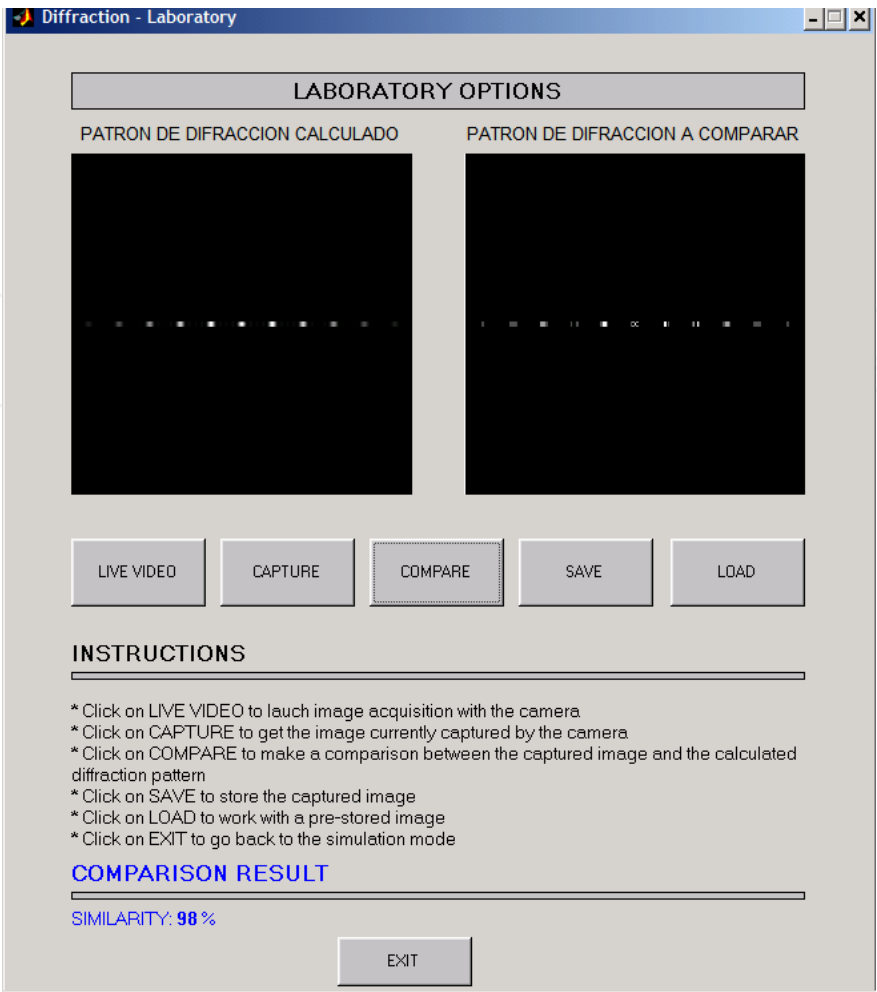 Diffraction - Laboratory
LABORATORY OPTIONS
PATRON DE DIFRACCION CALCULADO
PATRON DE DIFRACCION A COMPARAR
LIVE VIDEO
CAPTURE
COMPARE
SAVE
LOAD
INSTRUCTIONS
* Click on LIVE VIDEO to lauch image acquisition with the camera
* Click on CAPTURE to get the image currently captured by the camera
* Click on COMPARE to make a comparison between the captured image and the calculated
diffraction pattern
* Click on SAVE to store the captured image
* Click on LOAD to work with a pre-stored image
* Click on EXIT to go back to the simulation mode
COMPARISON RESULT
SIMILARITY: 98 %
EXIT